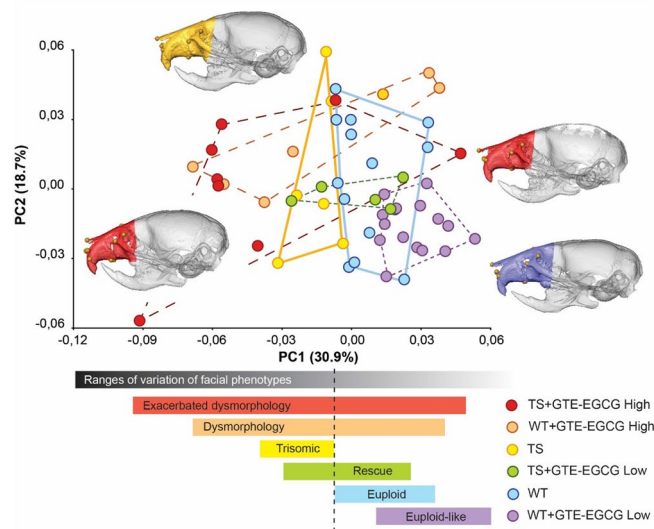 0,06
0,03
0,00
-0,03
-0,06
PC2 (18.7%)
-0,12 -0,09 -0,06 -0,03 0,00 0,03 0,06
PC1 (30.9%)
Ranges of variation of facial phenotypes
Exacerbated dysmorphology
Dysmorphology
Trisomic
Rescue
Euploid
Euploid-like
TS+GTE-EGCG High
WT+GTE-EGCG High
TS
TS+GTE-EGCG Low
WT
WT+GTE-EGCG Low